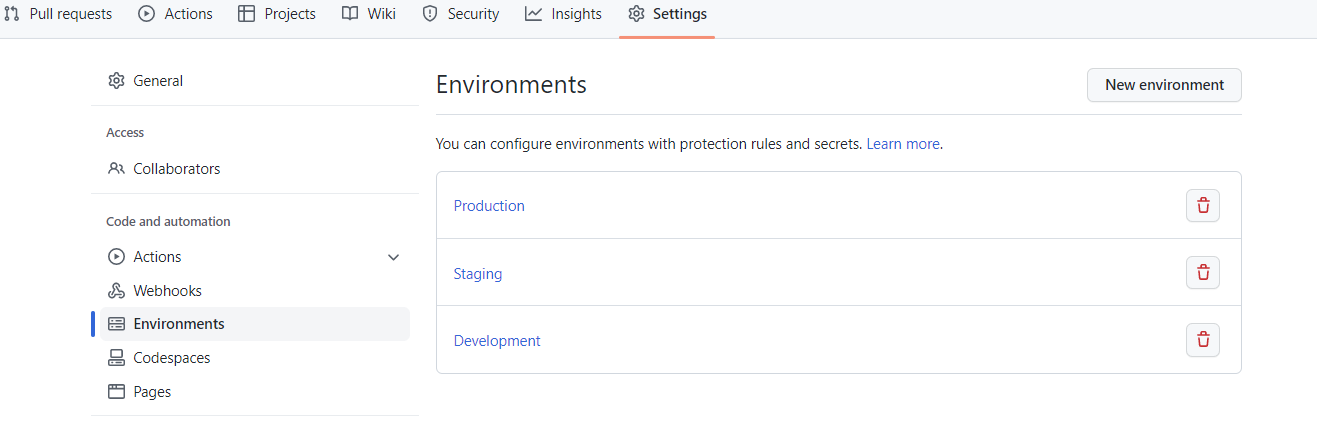 Pull requests Actions Projects Wiki Security Insights Settings
General
Access
Collaborators
Code and automation
Actions
Webhooks
Environments
Codespaces
Pages
Environments
New environment
You can configure environments with protection rules and secrets. Learn more.
Production
Staging
Development